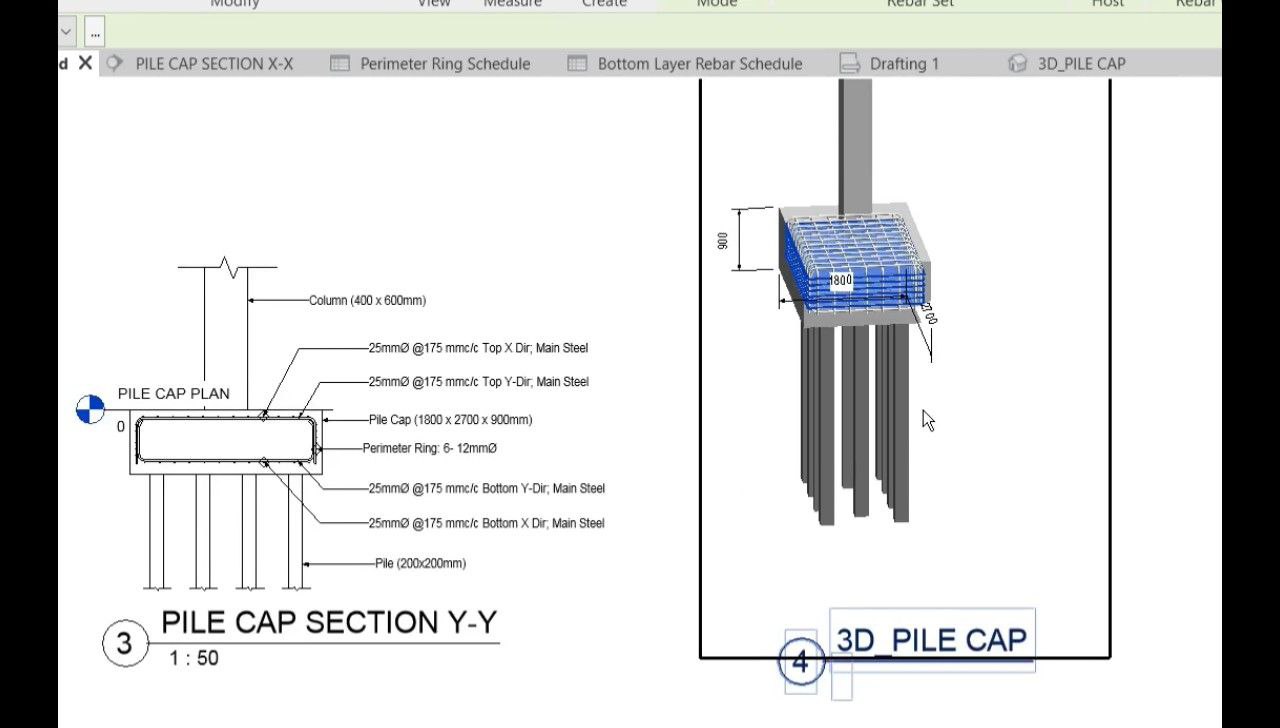 Modify View Measure Create Mode Rebar Set Host Rebar
...
d X PILE CAP SECTION X-X Perimeter Ring Schedule Bottom Layer Rebar Schedule Drafting 1 3D_PILE CAP
Column (400 x 600mm)
25mmØ @175 mmc/c Top X Dir; Main Steel
25mmØ @175 mmc/c Top Y-Dir; Main Steel
PILE CAP PLAN
0
Pile Cap (1800 x 2700 x 900mm)
Perimeter Ring: 6- 12mmØ
25mmØ @175 mmc/c Bottom Y-Dir; Main Steel
25mmØ @175 mmc/c Bottom X Dir; Main Steel
Pile (200x200mm)
3 PILE CAP SECTION Y-Y
1 : 50
900
1800
2700
4 3D_PILE CAP